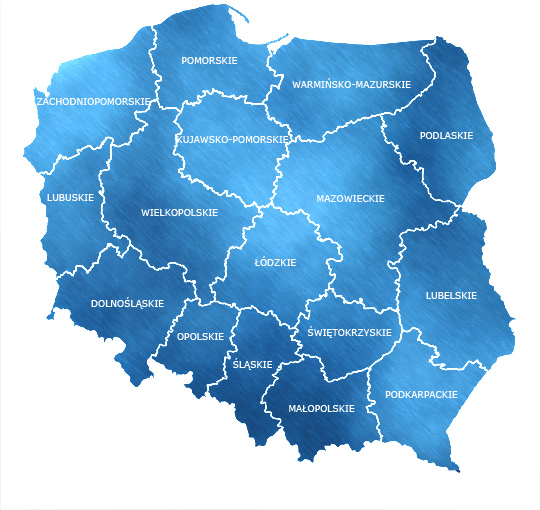 POMORSKIE
WARMIŃSKO-MAZURSKIE
ZACHODNIOPOMORSKIE
PODLASKIE
KUJAWSKO-POMORSKIE
LUBUSKIE
MAZOWIECKIE
WIELKOPOLSKIE
ŁÓDZKIE
LUBELSKIE
DOLNOŚLĄSKIE
ŚWIĘTOKRZYSKIE
OPOLSKIE
ŚLĄSKIE
PODKARPACKIE
MAŁOPOLSKIE